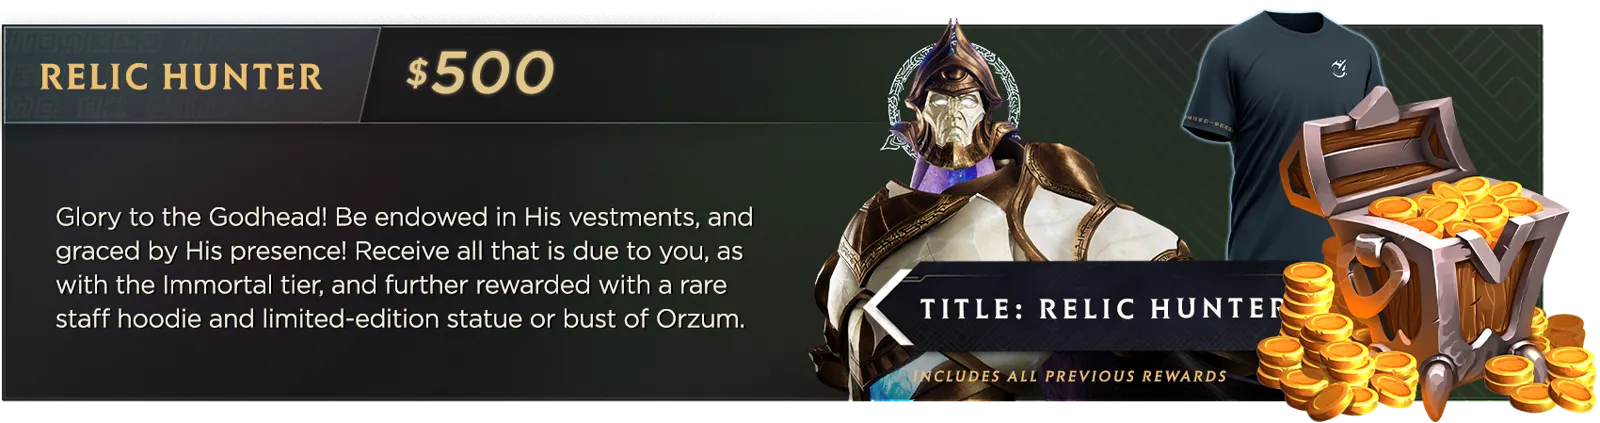 RELIC HUNTER
$500
Glory to the Godhead! Be endowed in His vestments, and
graced by His presence! Receive all that is due to you, as
with the Immortal tier, and further rewarded with a rare
staff hoodie and limited-edition statue or bust of Orzum.
TITLE: RELIC HUNTER
INCLUDES ALL PREVIOUS REWARDS